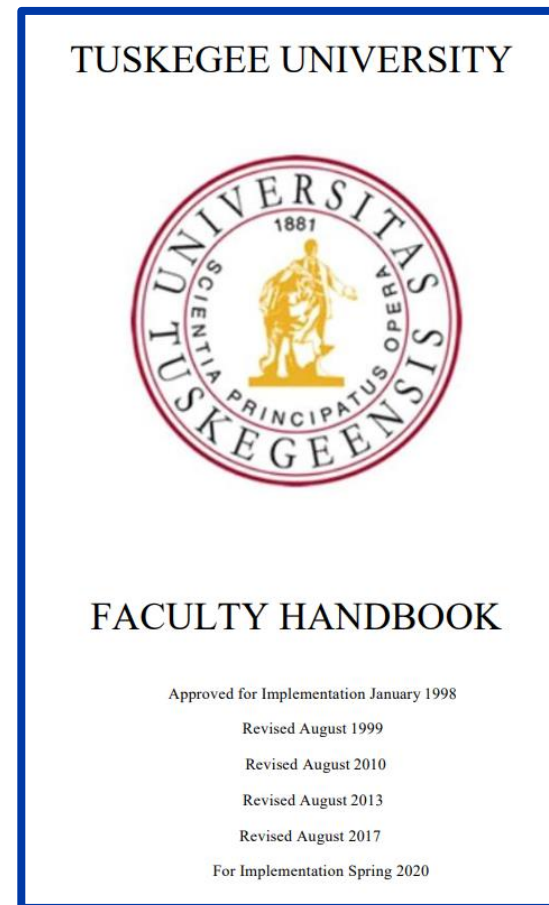 TUSKEGEE UNIVERSITY
UNIVERSITAS TUSKEGEENSIS
1881
SCIENTIA PRINCIPATUS OPERA
FACULTY HANDBOOK
Approved for Implementation January 1998
Revised August 1999
Revised August 2010
Revised August 2013
Revised August 2017
For Implementation Spring 2020